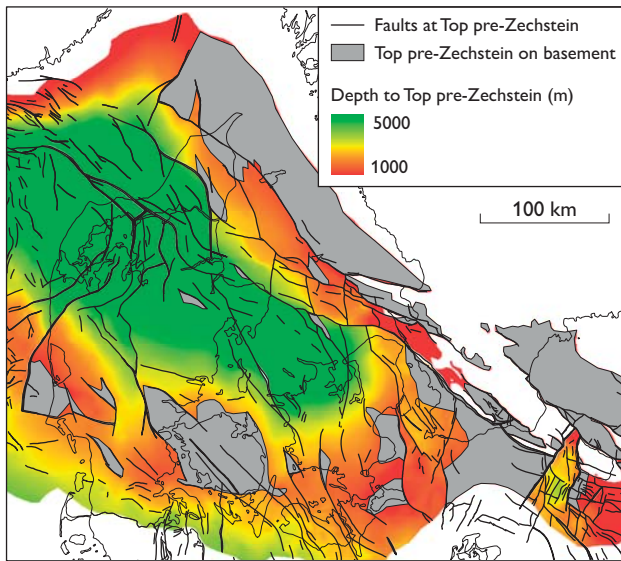 Faults at Top pre-Zechstein
Top pre-Zechstein on basement
Depth to Top pre-Zechstein (m)
5000
1000
100 km